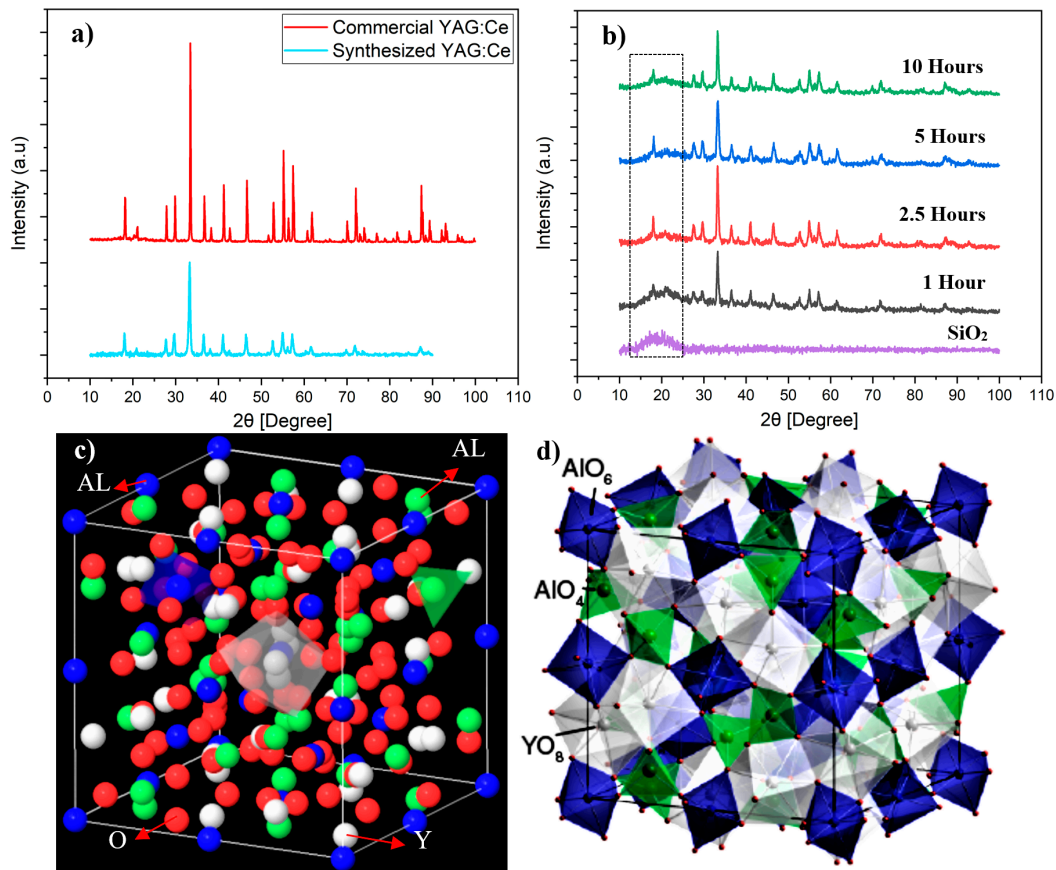 a)
Commercial YAG:Ce
Synthesized YAG:Ce
Intensity (a.u)
0 10 20 30 40 50 60 70 80 90 100 110
2θ [Degree]
b)
10 Hours
5 Hours
2.5 Hours
1 Hour
SiO₂
Intensity (a.u)
0 10 20 30 40 50 60 70 80 90 100 110
2θ [Degree]
c)
AL
AL
O
Y
d)
AlO₆
AlO₄
YO₈